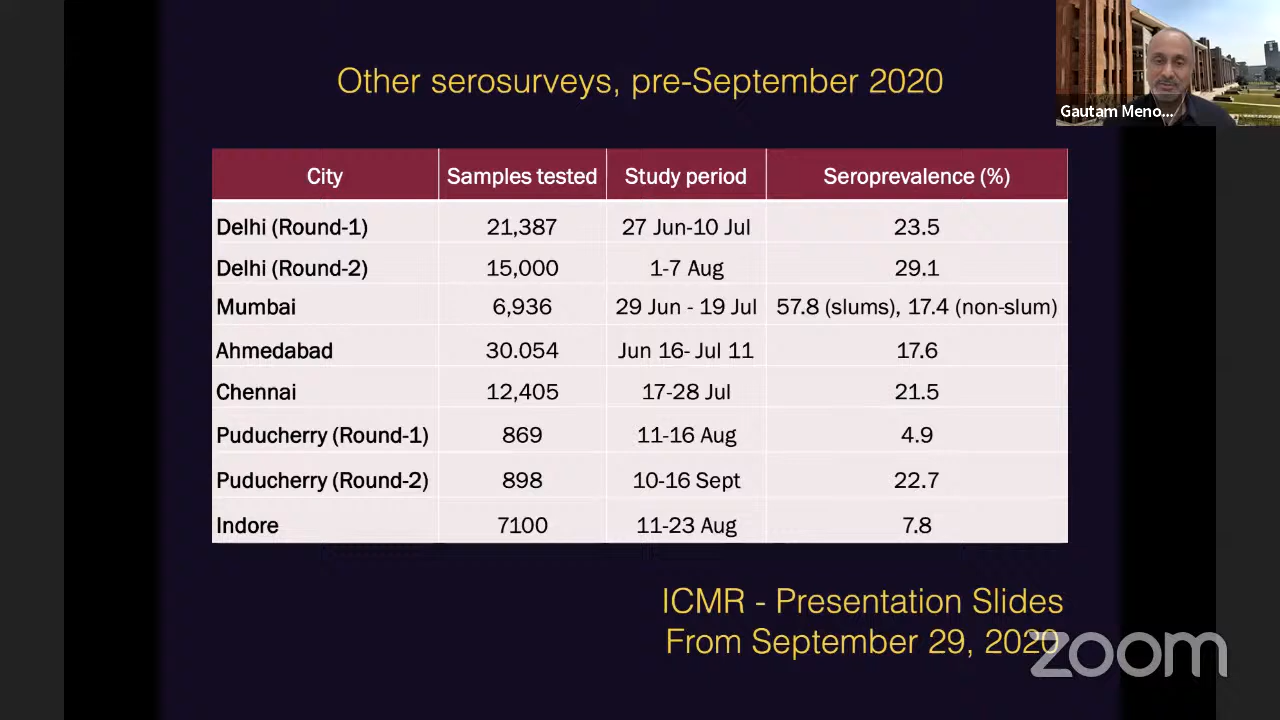 Other serosurveys, pre-September 2020
Gautam Meno...
City Samples tested Study period Seroprevalence (%)
Delhi (Round-1) 21,387 27 Jun-10 Jul 23.5
Delhi (Round-2) 15,000 1-7 Aug 29.1
Mumbai 6,936 29 Jun - 19 Jul 57.8 (slums), 17.4 (non-slum)
Ahmedabad 30.054 Jun 16- Jul 11 17.6
Chennai 12,405 17-28 Jul 21.5
Puducherry (Round-1) 869 11-16 Aug 4.9
Puducherry (Round-2) 898 10-16 Sept 22.7
Indore 7100 11-23 Aug 7.8
ICMR - Presentation Slides
From September 29, 2020
zoom